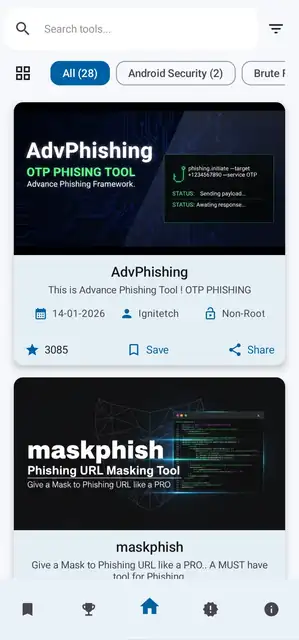 Search tools...
All (28)
Android Security (2)
Brute F
AdvPhishing
OTP PHISING TOOL
Advance Phishing Framework.
phishing.initiate --target
+1234567890 --service OTP
STATUS: Sending payload...
STATUS: Awaiting response...
AdvPhishing
This is Advance Phishing Tool ! OTP PHISHING
14-01-2026
Ignitetch
Non-Root
3085
Save
Share
maskphish
Phishing URL Masking Tool
Give a Mask to Phishing URL like a PRO
maskphish
Give a Mask to Phishing URL like a PRO.. A MUST have
tool for Phishing